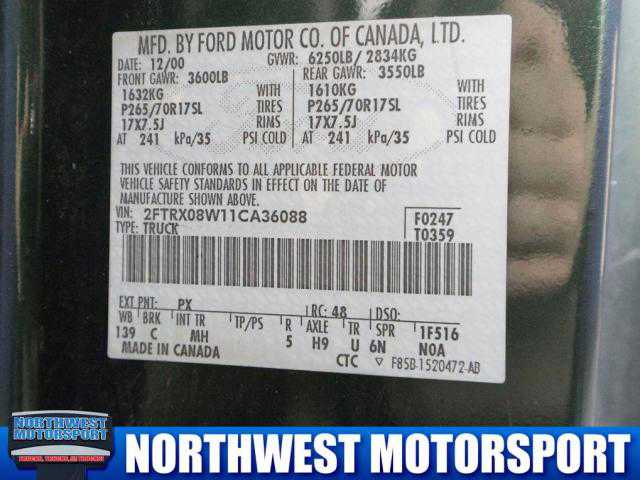 MFD. BY FORD MOTOR CO. OF CANADA, LTD.
DATE: 12/00 GVWR: 6250LB / 2834KG
FRONT GAWR: 3600LB REAR GAWR: 3550LB
1632KG WITH 1610KG WITH
P265/70R17SL TIRES P265/70R17SL TIRES
17X7.5J RIMS 17X7.5J RIMS
AT 241 kPa/35 PSI COLD AT 241 kPa/35 PSI COLD
THIS VEHICLE CONFORMS TO ALL APPLICABLE FEDERAL MOTOR
VEHICLE SAFETY STANDARDS IN EFFECT ON THE DATE OF
MANUFACTURE SHOWN ABOVE.
VIN: 2FTRX08W11CA36088 F0247
TYPE: TRUCK T0359
EXT PNT: PX RC: 48 DSO:
WB BRK INT TR TP/PS R AXLE TR SPR 1F516
139 C MH 5 H9 U 6N N0A
MADE IN CANADA CTC F85B-1520472-AB
NORTHWEST
MOTORSPORT
TRUCKS, TRUCKS, TRUCKS!
NORTHWEST MOTORSPORT